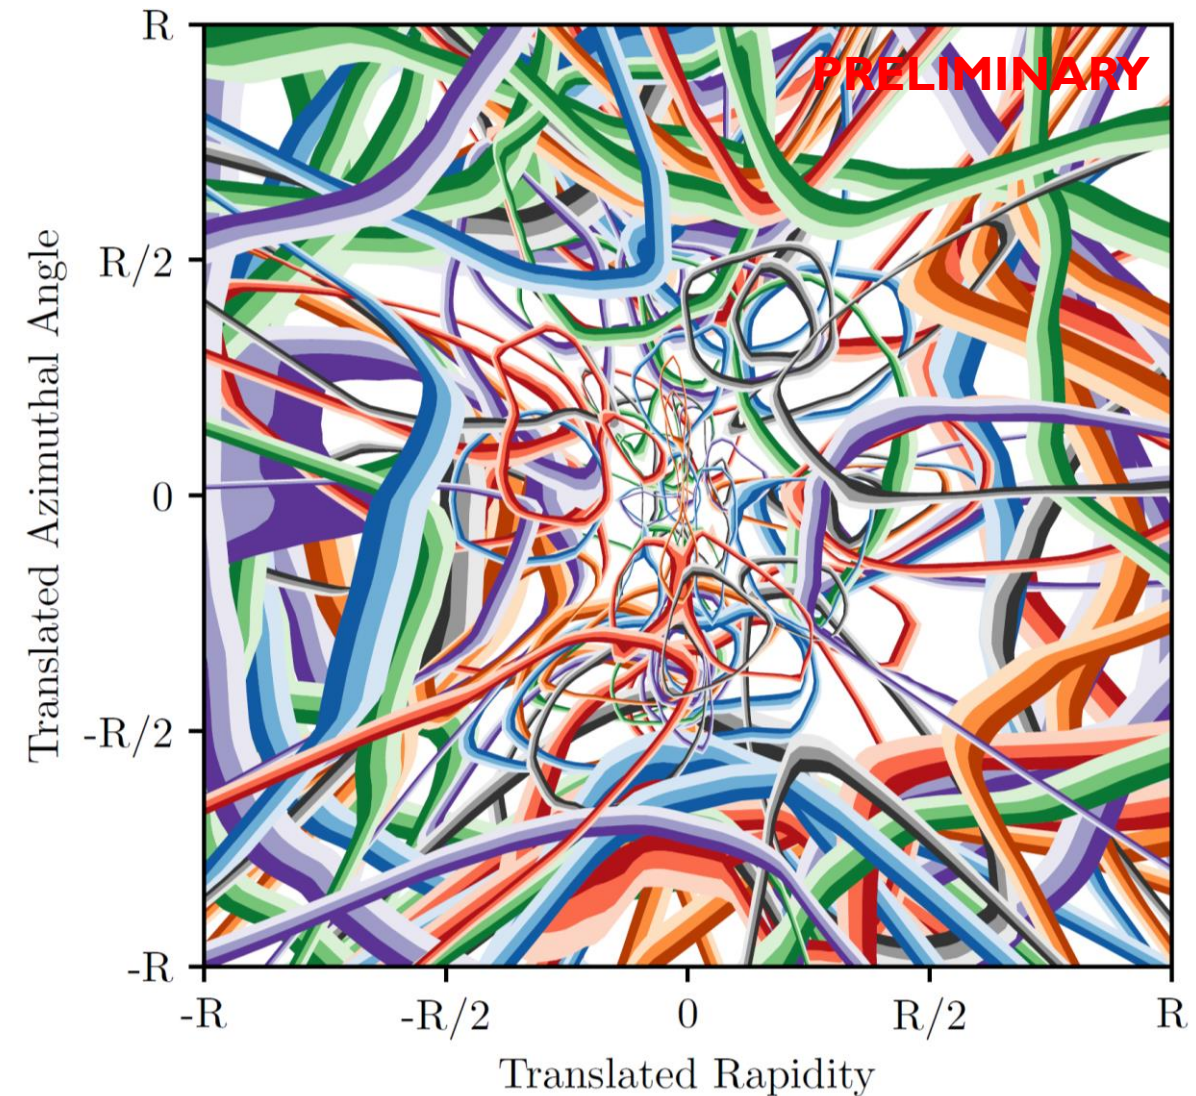 PRELIMINARY
Translated Azimuthal Angle
R
R/2
0
-R/2
-R
-R
-R/2
0
R/2
R
Translated Rapidity